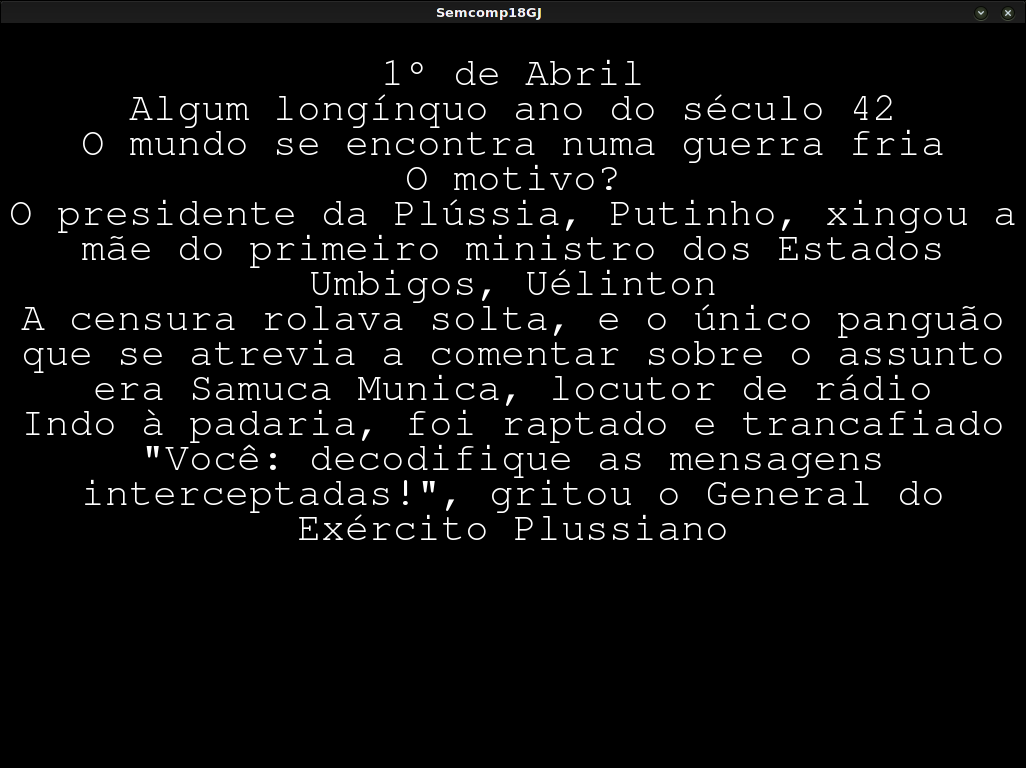 Semcomp18GJ
1º de Abril
Algum longínquo ano do século 42
O mundo se encontra numa guerra fria
O motivo?
O presidente da Plússia, Putinho, xingou a
mãe do primeiro ministro dos Estados
Umbigos, Uélinton
A censura rolava solta, e o único panguão
que se atrevia a comentar sobre o assunto
era Samuca Munica, locutor de rádio
Indo à padaria, foi raptado e trancafiado
"Você: decodifique as mensagens
interceptadas!", gritou o General do
Exército Plussiano